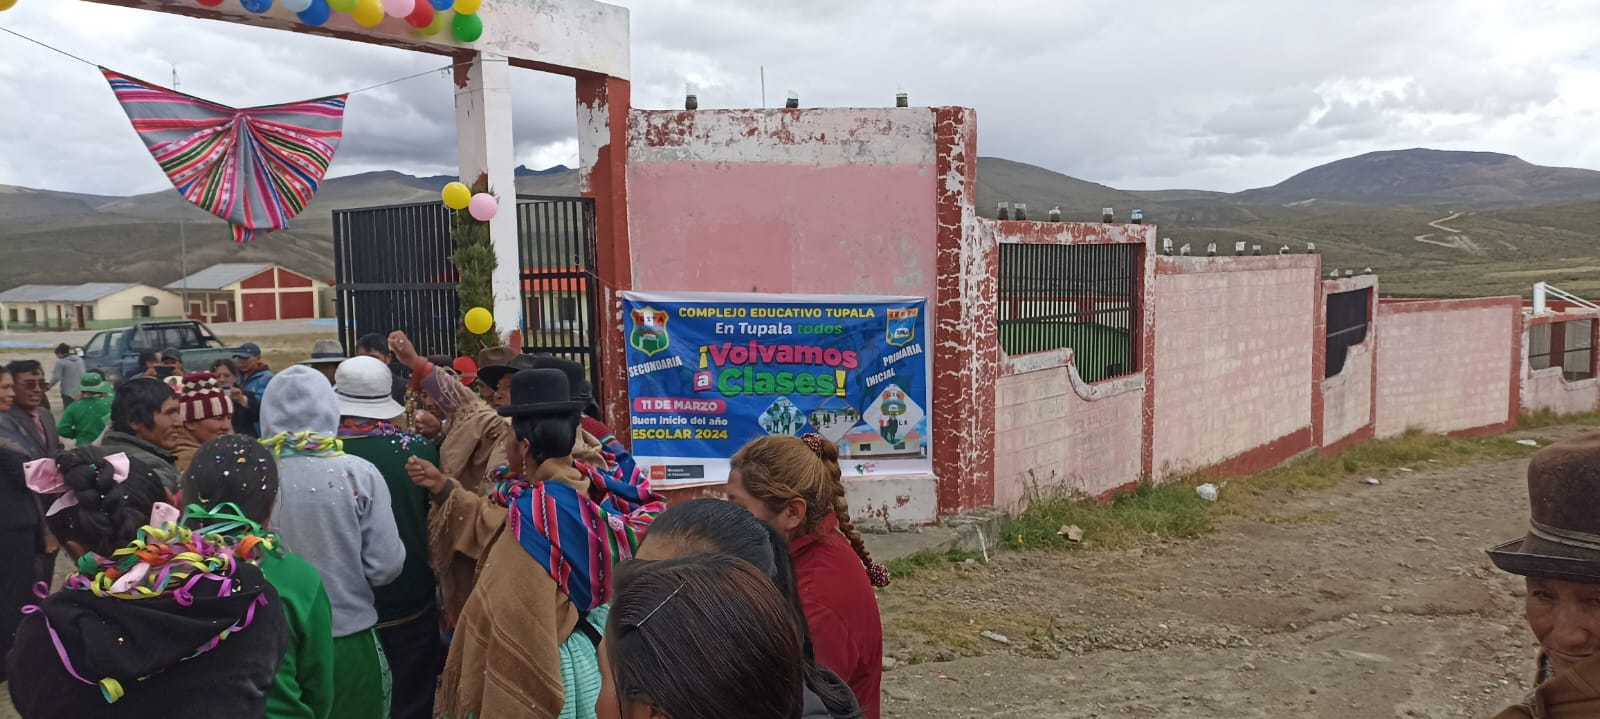 COMPLEJO EDUCATIVO TUPALA
En Tupala todos
¡Volvamos
a Clases!
SECUNDARIA
PRIMARIA
INICIAL
11 DE MARZO
Buen Inicio del año
ESCOLAR 2024